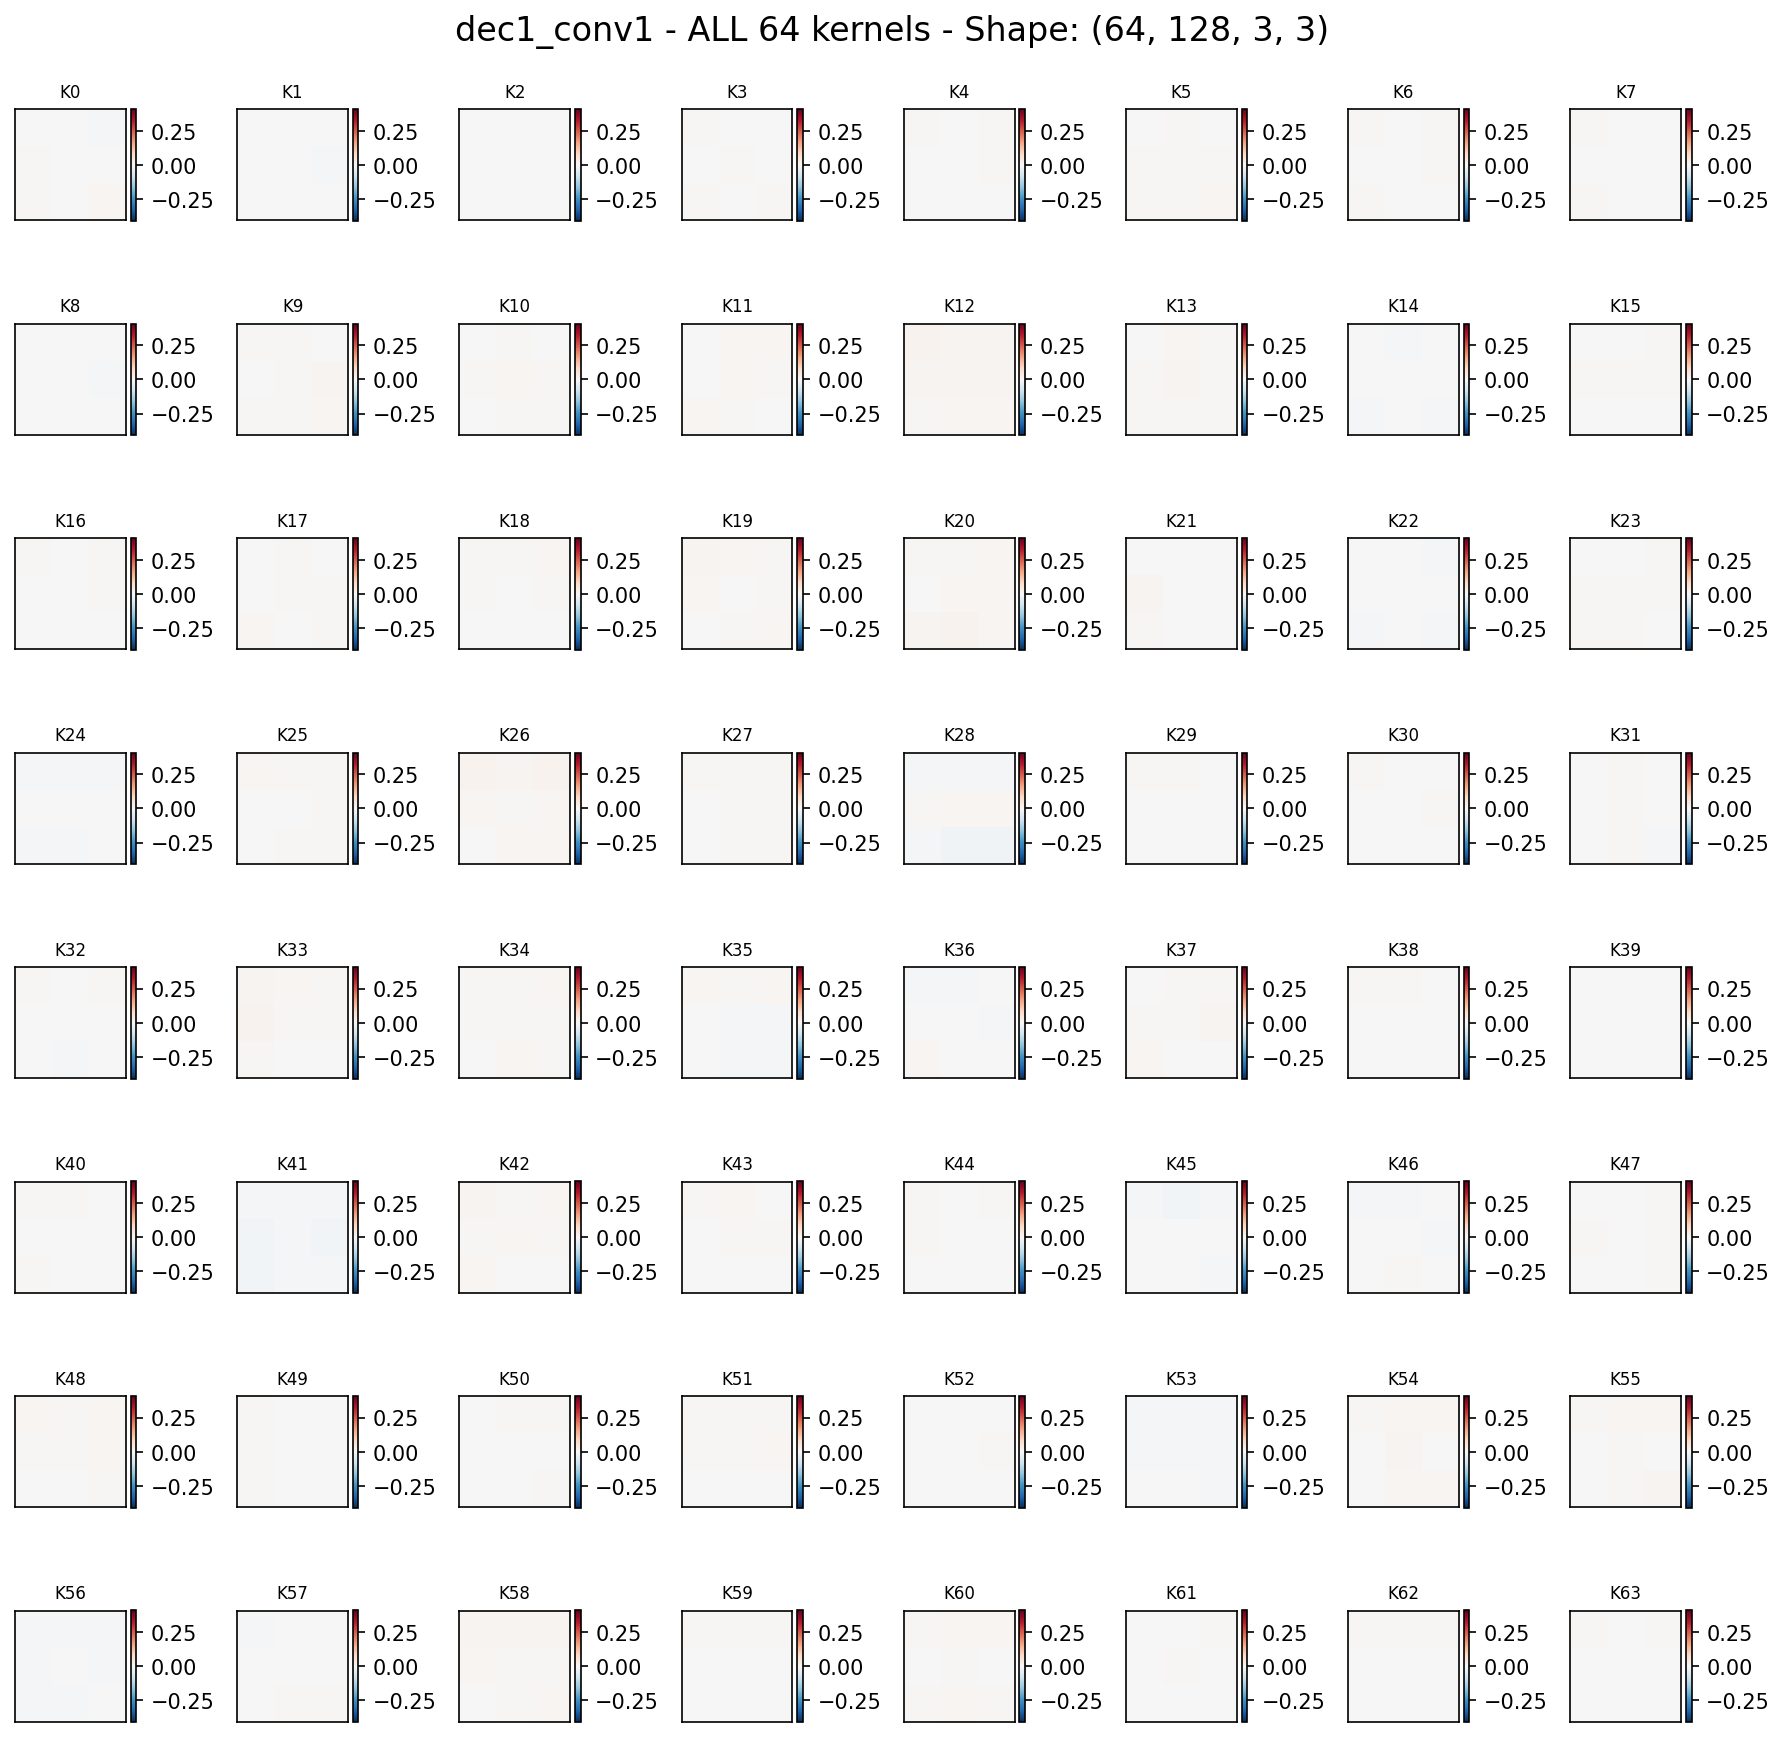 dec1_conv1 - ALL 64 kernels - Shape: (64, 128, 3, 3)
K0 K1 K2 K3 K4 K5 K6 K7
0.25 0.25 0.25 0.25 0.25 0.25 0.25 0.25
0.00 0.00 0.00 0.00 0.00 0.00 0.00 0.00
−0.25 −0.25 −0.25 −0.25 −0.25 −0.25 −0.25 −0.25
K8 K9 K10 K11 K12 K13 K14 K15
0.25 0.25 0.25 0.25 0.25 0.25 0.25 0.25
0.00 0.00 0.00 0.00 0.00 0.00 0.00 0.00
−0.25 −0.25 −0.25 −0.25 −0.25 −0.25 −0.25 −0.25
K16 K17 K18 K19 K20 K21 K22 K23
0.25 0.25 0.25 0.25 0.25 0.25 0.25 0.25
0.00 0.00 0.00 0.00 0.00 0.00 0.00 0.00
−0.25 −0.25 −0.25 −0.25 −0.25 −0.25 −0.25 −0.25
K24 K25 K26 K27 K28 K29 K30 K31
0.25 0.25 0.25 0.25 0.25 0.25 0.25 0.25
0.00 0.00 0.00 0.00 0.00 0.00 0.00 0.00
−0.25 −0.25 −0.25 −0.25 −0.25 −0.25 −0.25 −0.25
K32 K33 K34 K35 K36 K37 K38 K39
0.25 0.25 0.25 0.25 0.25 0.25 0.25 0.25
0.00 0.00 0.00 0.00 0.00 0.00 0.00 0.00
−0.25 −0.25 −0.25 −0.25 −0.25 −0.25 −0.25 −0.25
K40 K41 K42 K43 K44 K45 K46 K47
0.25 0.25 0.25 0.25 0.25 0.25 0.25 0.25
0.00 0.00 0.00 0.00 0.00 0.00 0.00 0.00
−0.25 −0.25 −0.25 −0.25 −0.25 −0.25 −0.25 −0.25
K48 K49 K50 K51 K52 K53 K54 K55
0.25 0.25 0.25 0.25 0.25 0.25 0.25 0.25
0.00 0.00 0.00 0.00 0.00 0.00 0.00 0.00
−0.25 −0.25 −0.25 −0.25 −0.25 −0.25 −0.25 −0.25
K56 K57 K58 K59 K60 K61 K62 K63
0.25 0.25 0.25 0.25 0.25 0.25 0.25 0.25
0.00 0.00 0.00 0.00 0.00 0.00 0.00 0.00
−0.25 −0.25 −0.25 −0.25 −0.25 −0.25 −0.25 −0.25